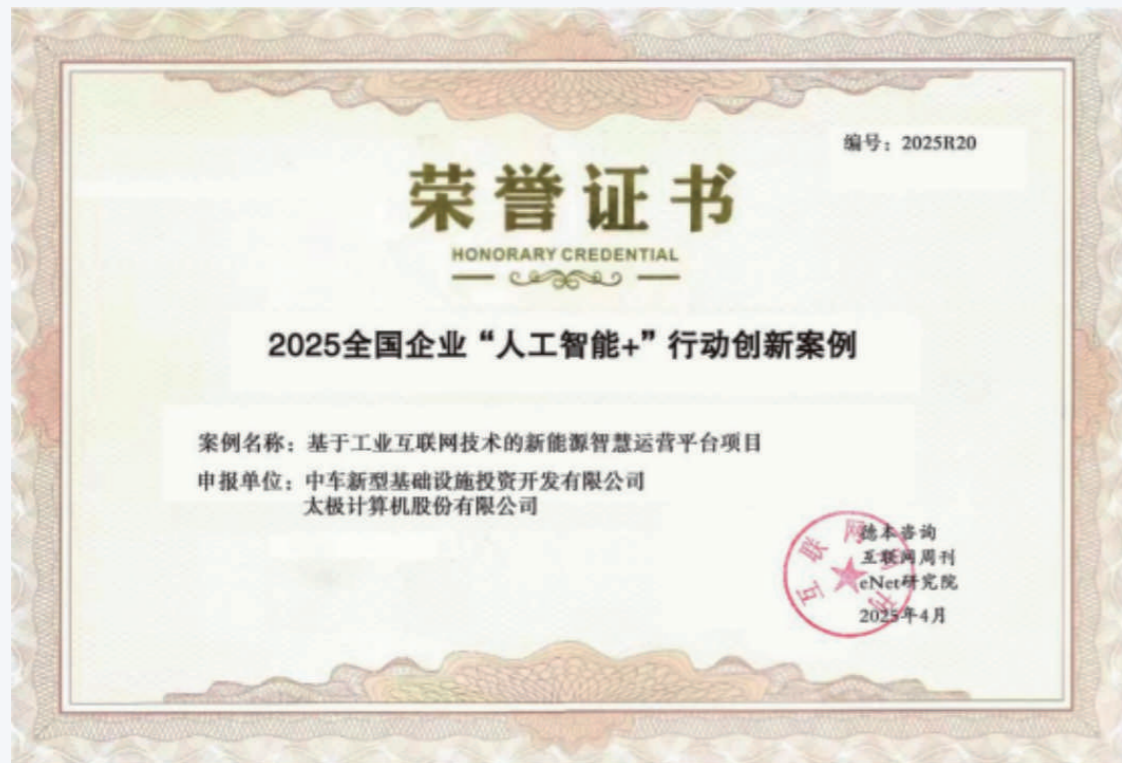 编号：2025R20
荣誉证书
HONORARY CREDENTIAL
2025全国企业“人工智能+”行动创新案例
案例名称：基于工业互联网技术的新能源智慧运营平台项目
申报单位：中车新型基础设施投资开发有限公司
太极计算机股份有限公司
德本咨询
互联网周刊
eNet研究院
2025年4月
互联网周刊